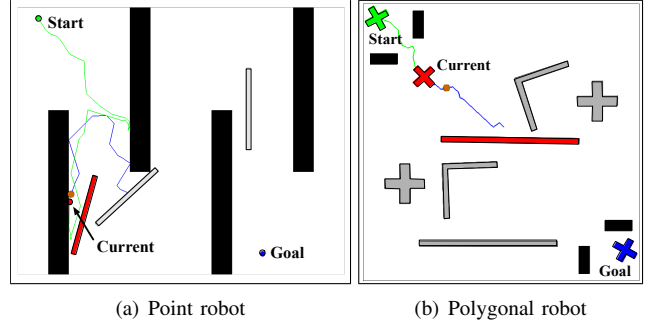 Start
Current
Goal
Start
Current
Goal
(a) Point robot
(b) Polygonal robot